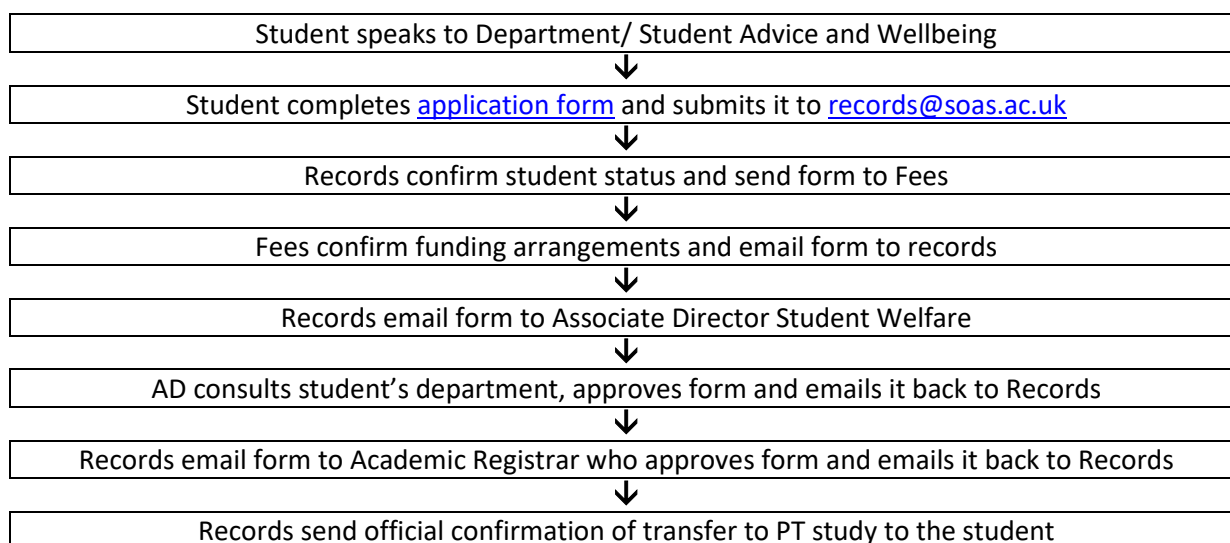 Student speaks to Department/ Student Advice and Wellbeing
Student completes application form and submits it to records@soas.ac.uk
Records confirm student status and send form to Fees
Fees confirm funding arrangements and email form to records
Records email form to Associate Director Student Welfare
AD consults student’s department, approves form and emails it back to Records
Records email form to Academic Registrar who approves form and emails it back to Records
Records send official confirmation of transfer to PT study to the student